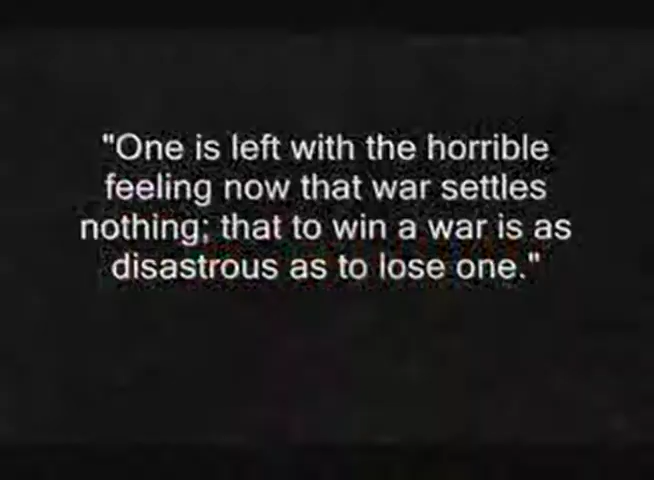 "One is left with the horrible
feeling now that war settles
nothing; that to win a war is as
disastrous as to lose one."